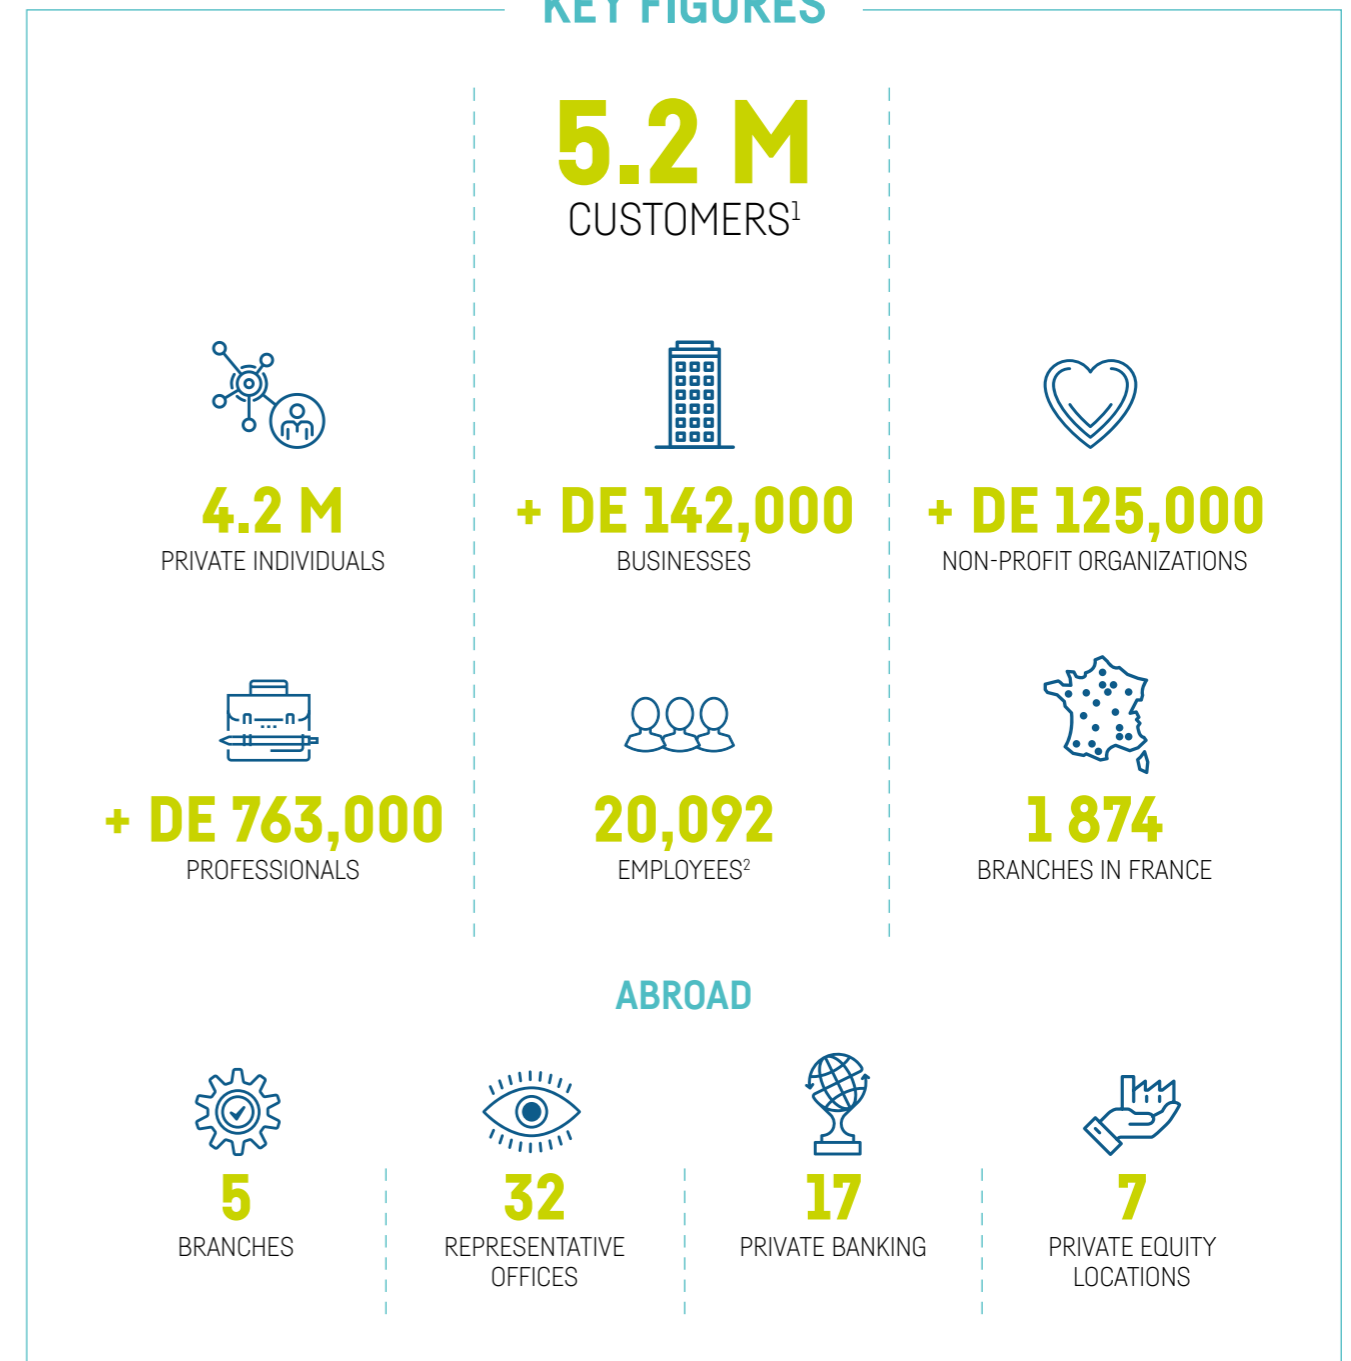 KEY FIGURES
5.2 M
CUSTOMERS¹
4.2 M
PRIVATE INDIVIDUALS
+ DE 142,000
BUSINESSES
+ DE 125,000
NON-PROFIT ORGANIZATIONS
+ DE 763,000
PROFESSIONALS
20,092
EMPLOYEES²
1 874
BRANCHES IN FRANCE
ABROAD
5
BRANCHES
32
REPRESENTATIVE
OFFICES
17
PRIVATE BANKING
7
PRIVATE EQUITY
LOCATIONS